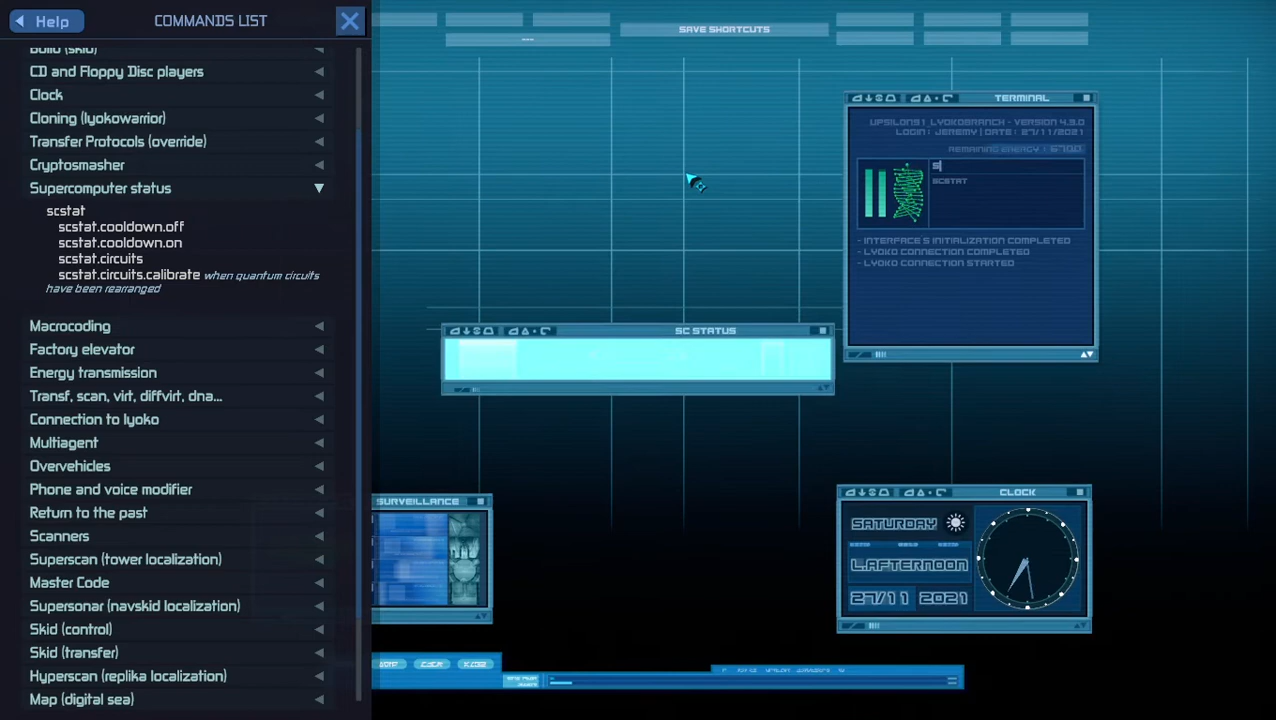 Help
COMMANDS LIST
Build (skid)
CD and Floppy Disc players
Clock
Cloning (lyokowarrior)
Transfer Protocols (override)
Cryptosmasher
Supercomputer status
scstat
scstat.cooldown.off
scstat.cooldown.on
scstat.circuits
scstat.circuits.calibrate when quantum circuits
have been rearranged
Macrocoding
Factory elevator
Energy transmission
Transf, scan, virt, diffvirt, dna...
Connection to lyoko
Multiagent
Overvehicles
Phone and voice modifier
Return to the past
Scanners
Superscan (tower localization)
Master Code
Supersonar (navskid localization)
Skid (control)
Skid (transfer)
Map (digital sea)
SAVE SHORTCUTS
---
TERMINAL
UPSILON51_LYOKOBRANCH - VERSION 4.3.0
LOGIN : JEREMY | DATE : 27/11/2021
REMAINING ENERGY : 670.0
S
SCSTAT
- INTERFACE 5 INITIALIZATION COMPLETED
- LYOKO CONNECTION COMPLETED
- LYOKO CONNECTION STARTED
SC STATUS
SURVEILLANCE
CLOCK
SATURDAY
L.AFTERNOON
27/11 2021